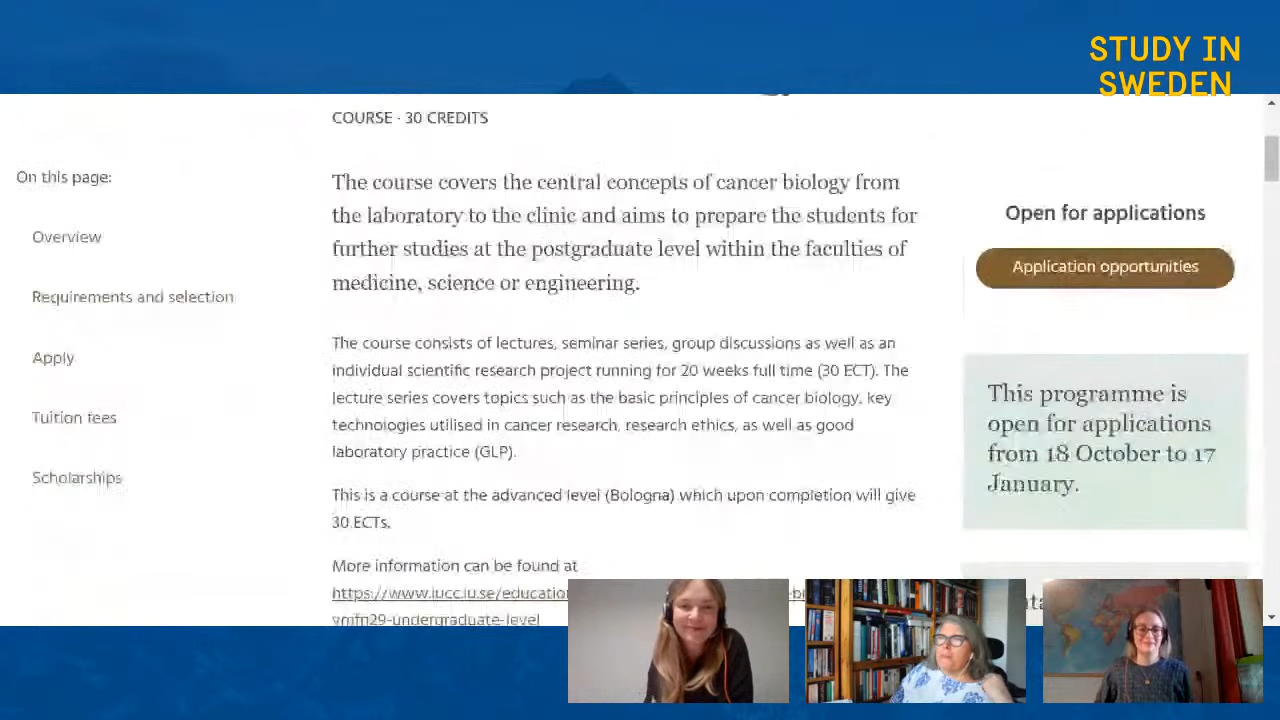 STUDY IN
SWEDEN
COURSE · 30 CREDITS
On this page:
Overview
Requirements and selection
Apply
Tuition fees
Scholarships
The course covers the central concepts of cancer biology from
the laboratory to the clinic and aims to prepare the students for
further studies at the postgraduate level within the faculties of
medicine, science or engineering.
The course consists of lectures, seminar series, group discussions as well as an
individual scientific research project running for 20 weeks full time (30 ECT). The
lecture series covers topics such as the basic principles of cancer biology, key
technologies utilised in cancer research, research ethics, as well as good
laboratory practice (GLP).
This is a course at the advanced level (Bologna) which upon completion will give
30 ECTs.
More information can be found at
https://www.lucc.lu.se/education
vmfn29-undergraduate-level
Open for applications
Application opportunities
This programme is
open for applications
from 18 October to 17
January.